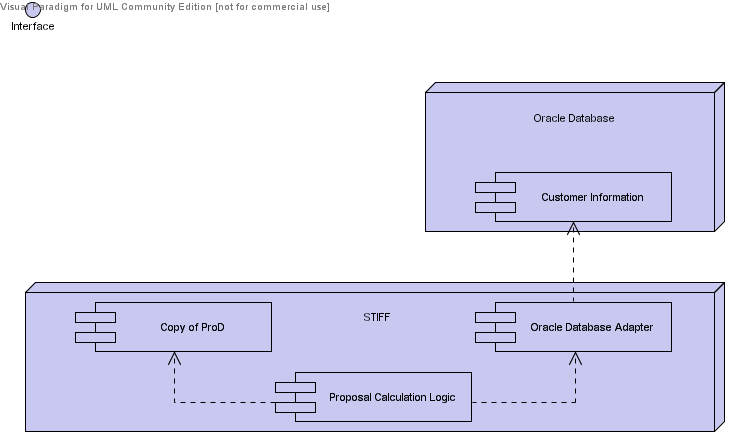 Visual Paradigm for UML Community Edition [not for commercial use]
Interface
Oracle Database
Customer Information
STIFF
Copy of ProD
Oracle Database Adapter
Proposal Calculation Logic